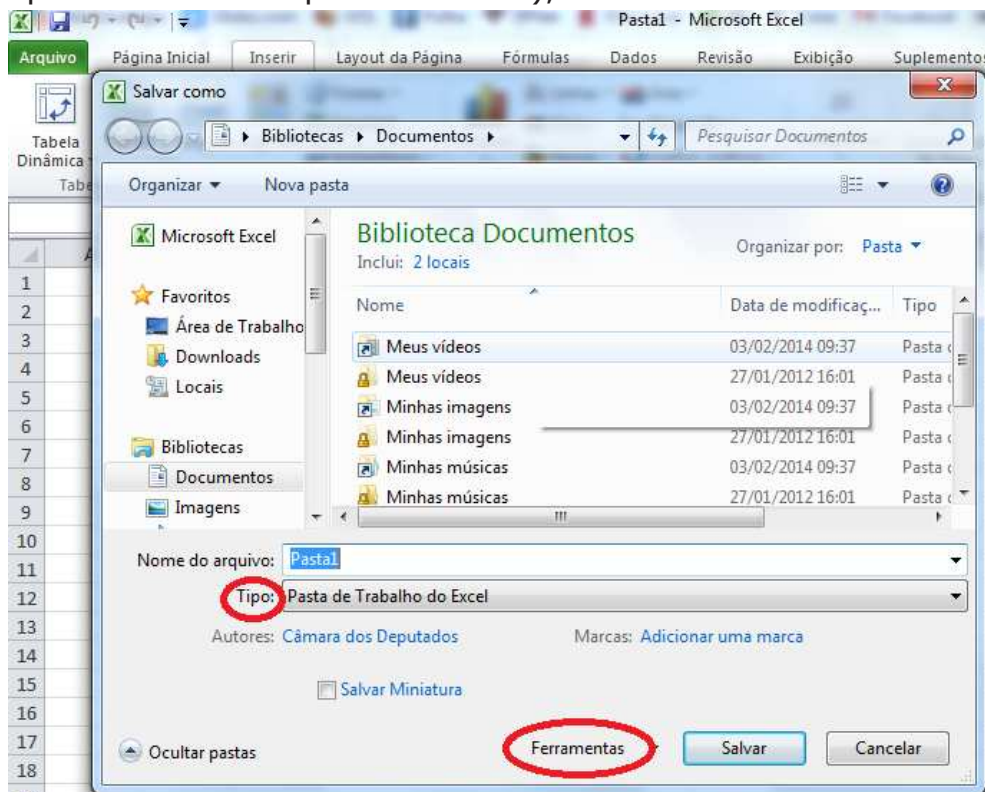 Pasta1 - Microsoft Excel
Arquivo Página Inicial Inserir Layout da Página Fórmulas Dados Revisão Exibição Suplementos
Tabela
Dinâmica
Salvar como
Bibliotecas Documentos Pesquisar Documentos
Organizar Nova pasta
Microsoft Excel
Favoritos
Área de Trabalho
Downloads
Locais
Bibliotecas
Documentos
Imagens
Biblioteca Documentos
Inclui: 2 locais
Organizar por: Pasta
Nome Data de modificaç... Tipo
Meus vídeos 03/02/2014 09:37 Pasta
Meus vídeos 27/01/2012 16:01 Pasta
Minhas imagens 03/02/2014 09:37 Pasta
Minhas imagens 27/01/2012 16:01 Pasta
Minhas músicas 03/02/2014 09:37 Pasta
Minhas músicas 27/01/2012 16:01 Pasta
Nome do arquivo: Pasta1
Tipo: Pasta de Trabalho do Excel
Autores: Câmara dos Deputados Marcas: Adicionar uma marca
Salvar Miniatura
Ocultar pastas Ferramentas Salvar Cancelar
1
2
3
4
5
6
7
8
9
10
11
12
13
14
15
16
17
18